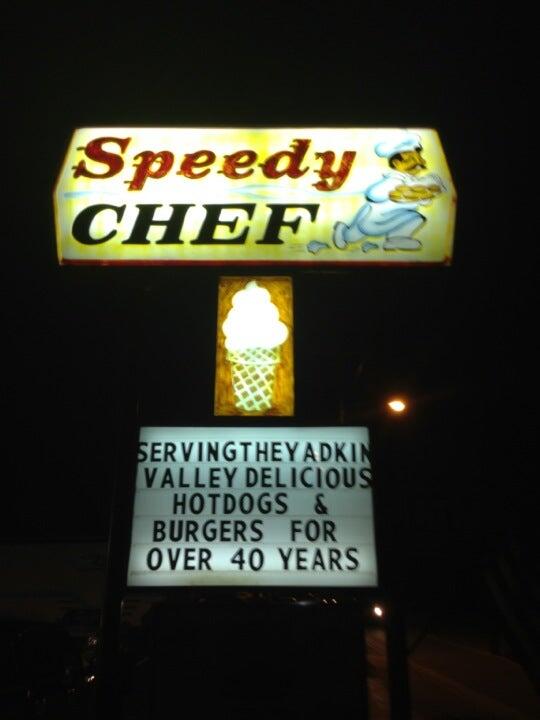 Speedy
CHEF
SERVINGTHEYADKIN
VALLEY DELICIOUS
HOTDOGS &
BURGERS FOR
OVER 40 YEARS